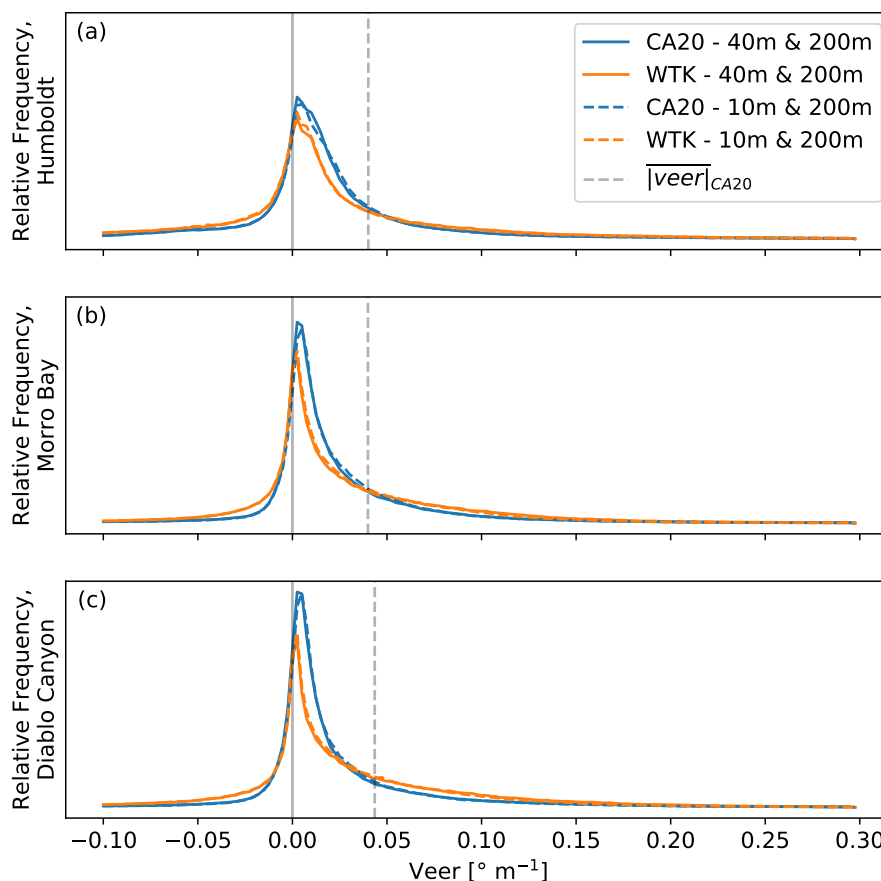 (a)
Relative Frequency,
Humboldt
CA20 - 40m & 200m
WTK - 40m & 200m
CA20 - 10m & 200m
WTK - 10m & 200m
|veer|CA20
(b)
Relative Frequency,
Morro Bay
(c)
Relative Frequency,
Diablo Canyon
−0.10 −0.05 0.00 0.05 0.10 0.15 0.20 0.25 0.30
Veer [° m⁻¹]